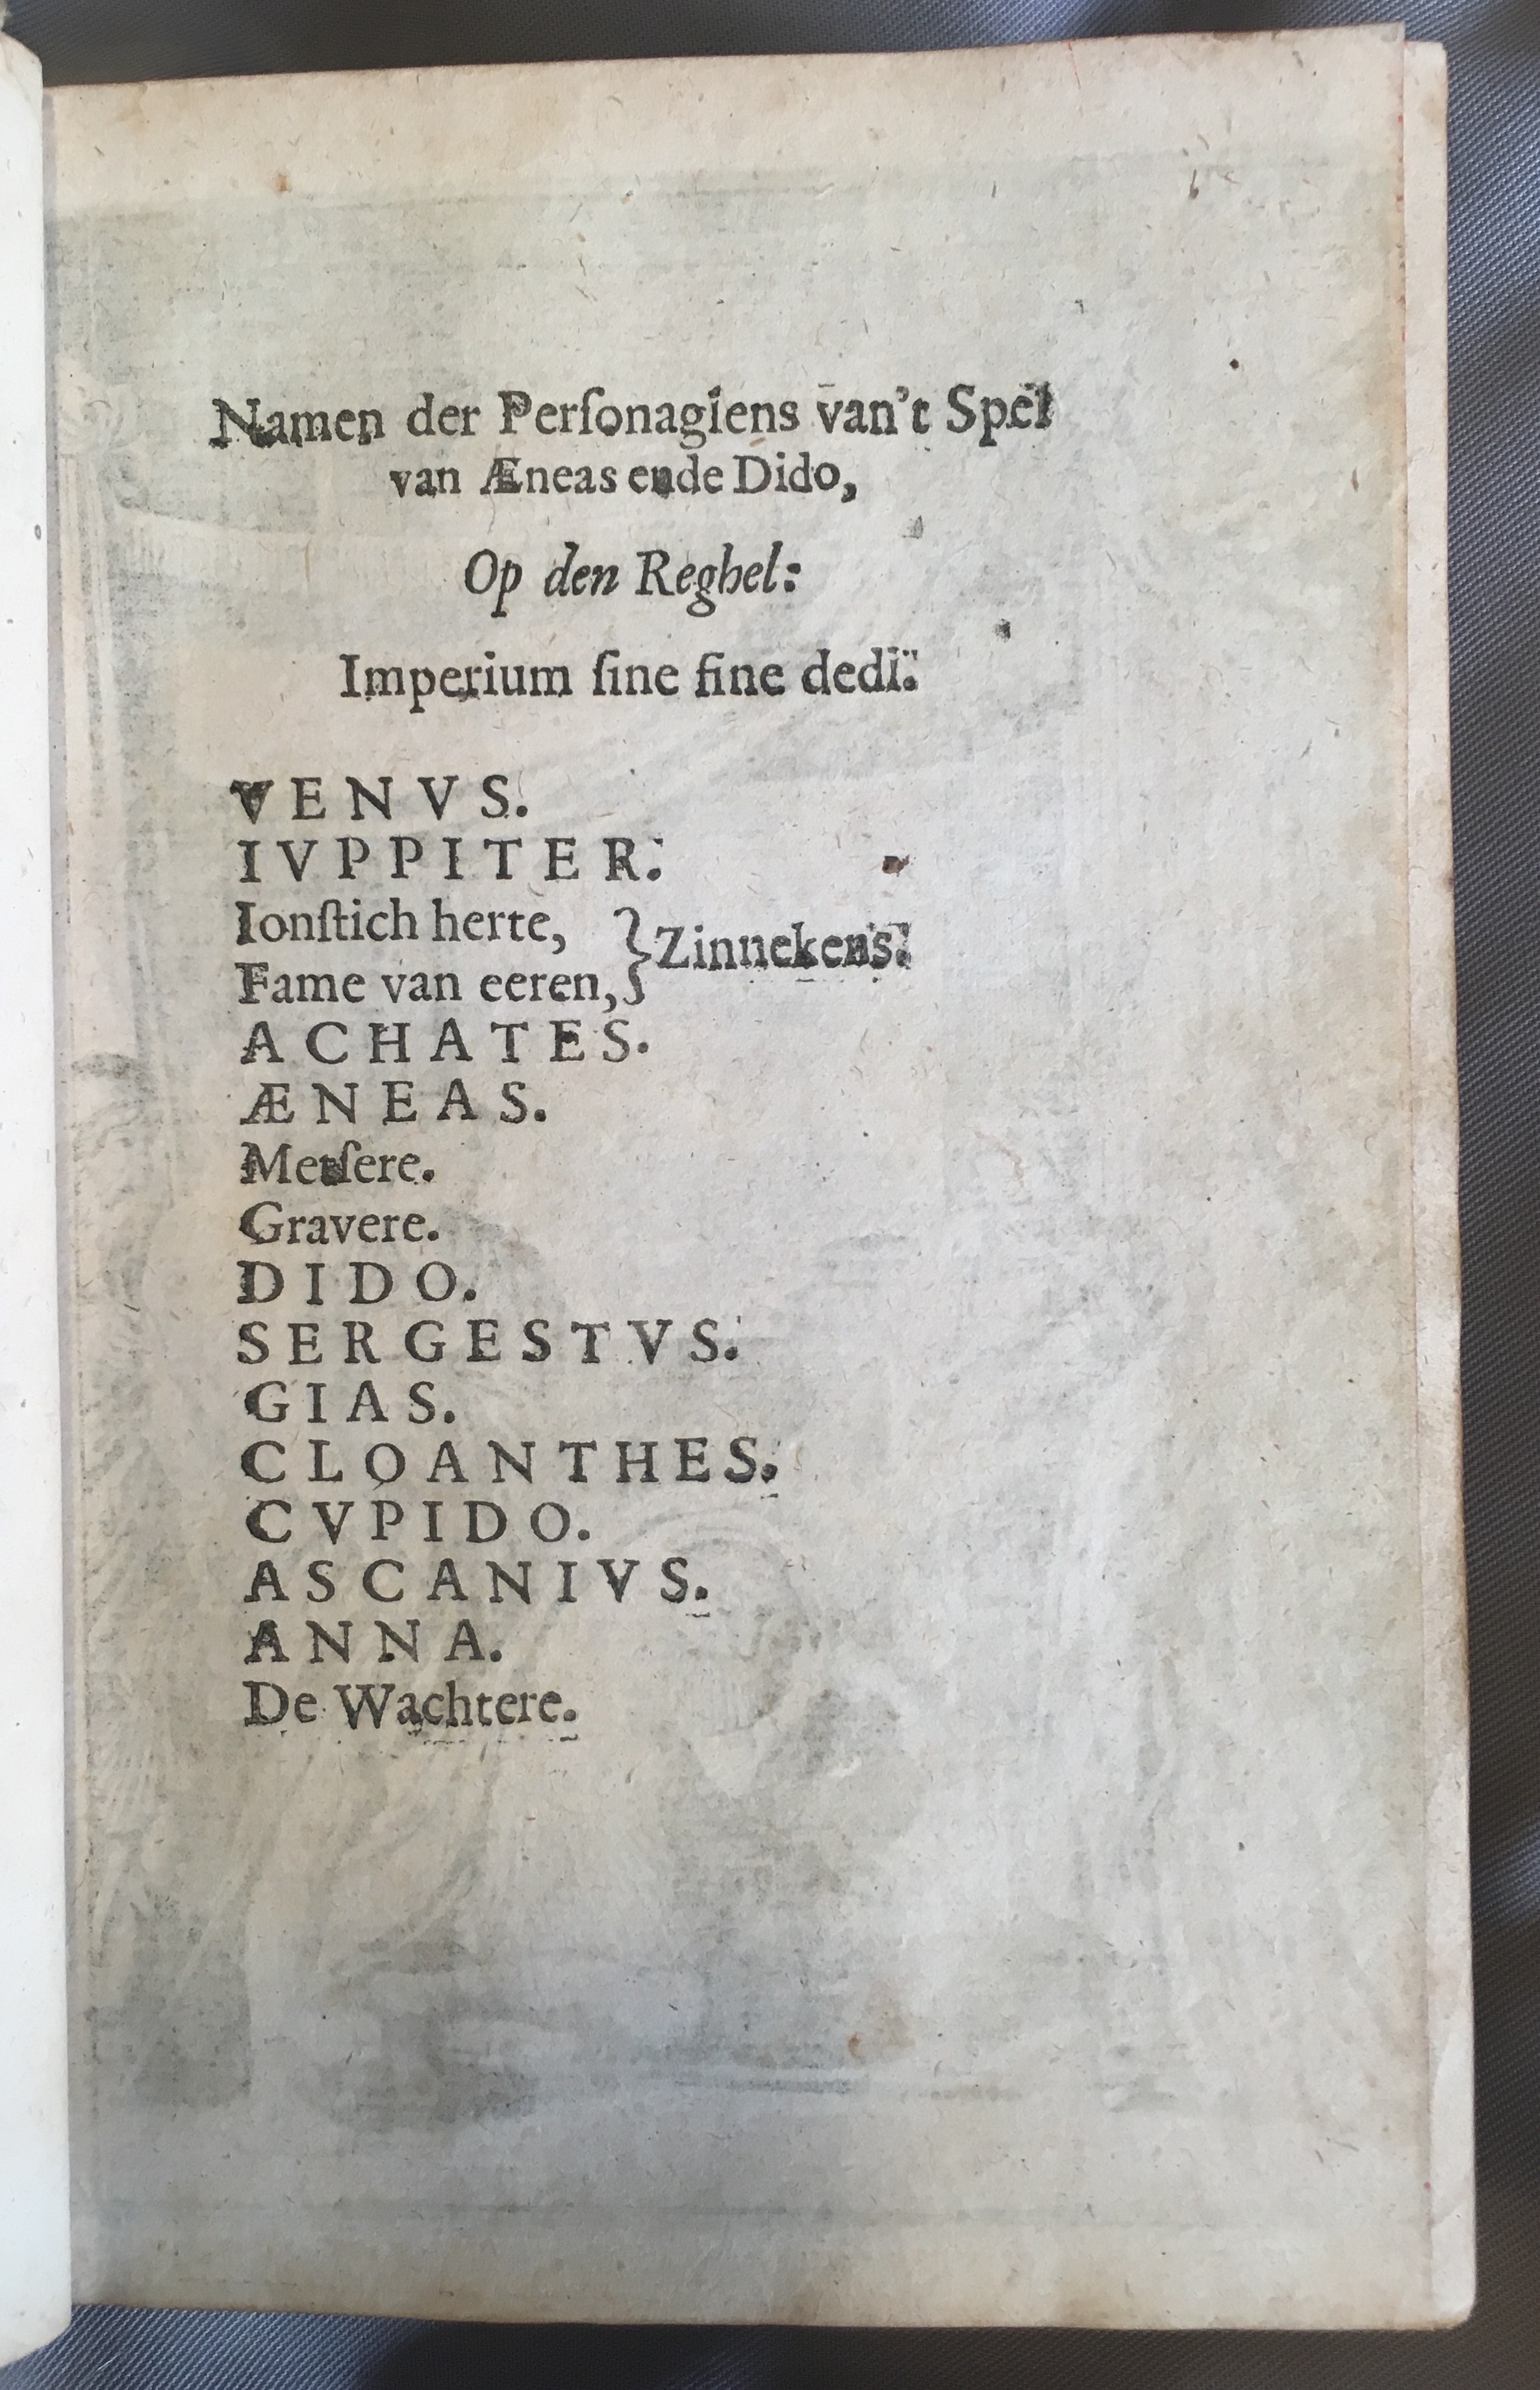 Namen der Perſonagiens van't Spel
van Æneas ende Dido,
Op den Reghel:
Imperium ſine fine dedi.
VENVS.
IVPPITER.
Ionſtich herte, } Zinnekens.
Fame van eeren,
ACHATES.
ÆNEAS.
Metſere.
Gravere.
DIDO.
SERGESTVS.
GIAS.
CLOANTHES.
CVPIDO.
ASCANIVS.
ANNA.
De Wachtere.